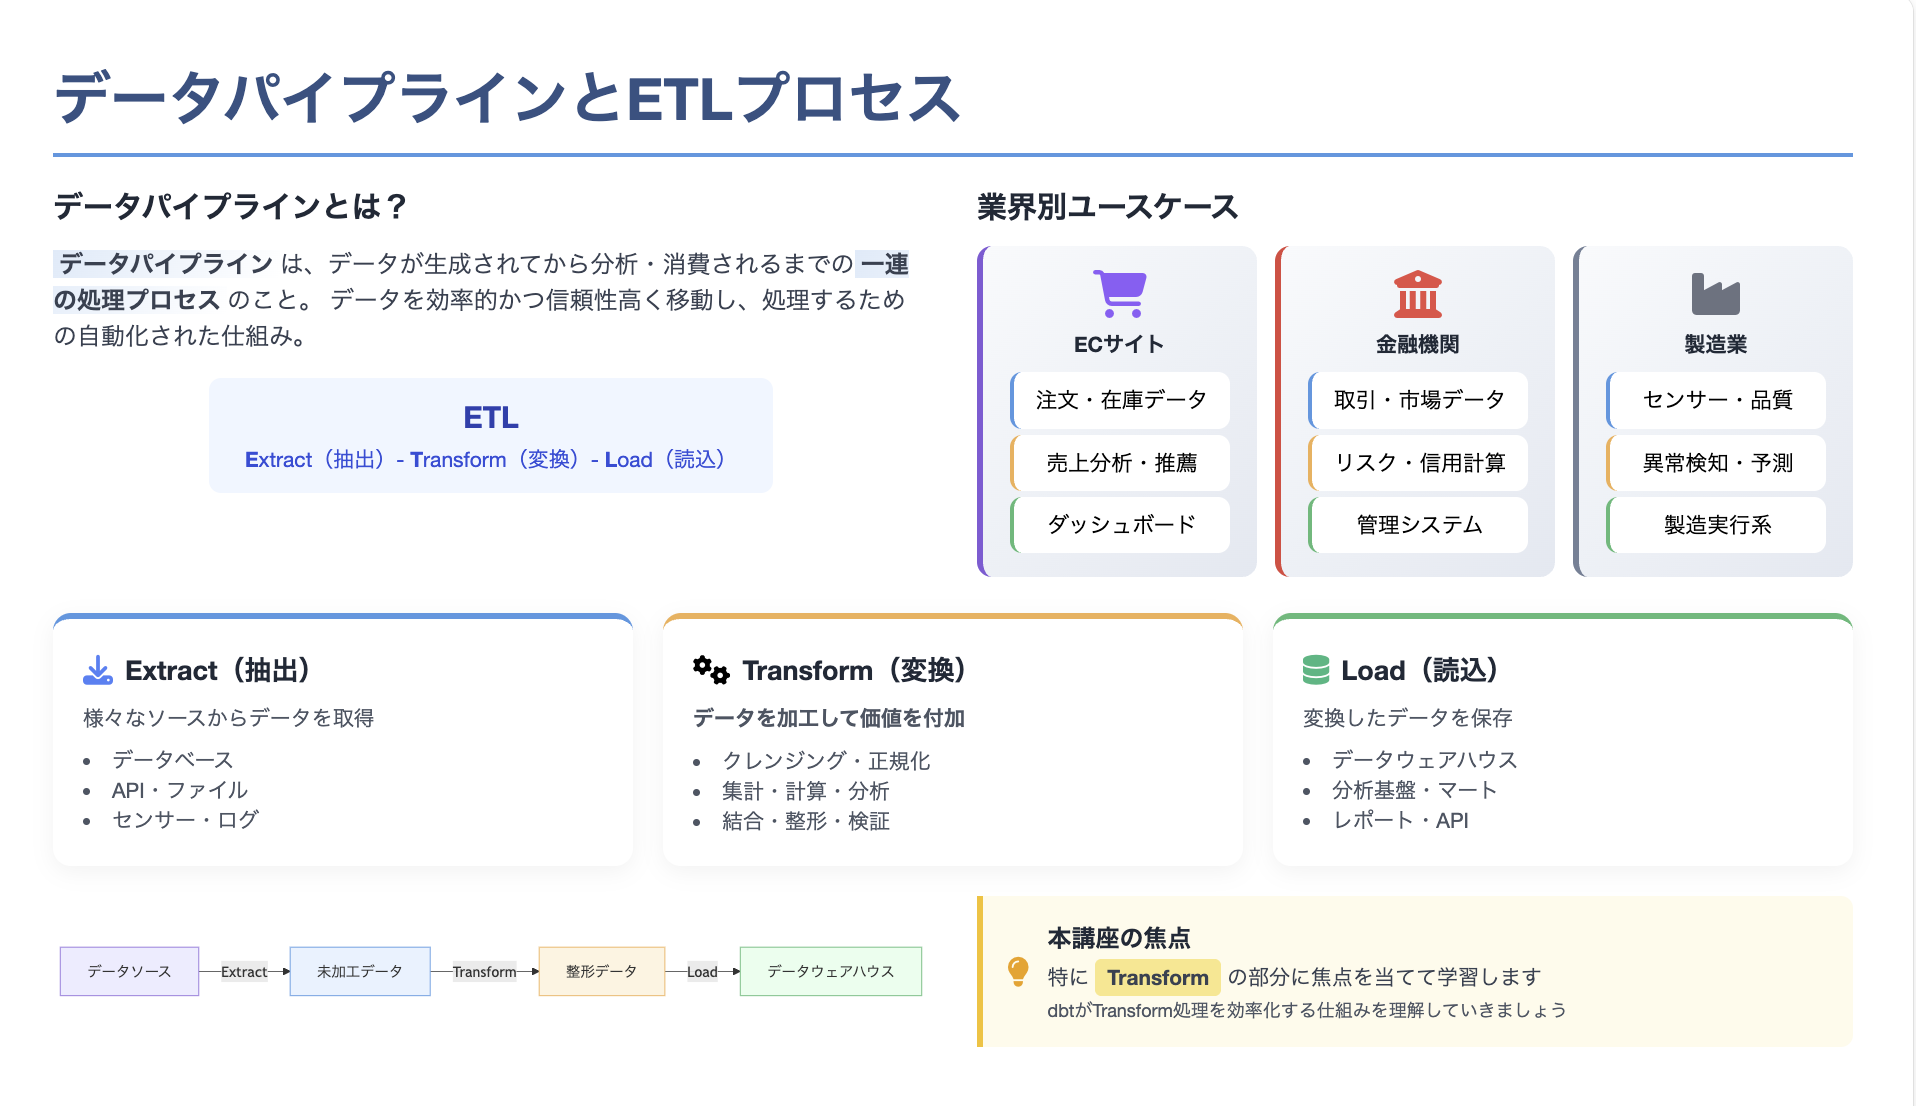 データパイプラインとETLプロセス
データパイプラインとは？
データパイプライン は、データが生成されてから分析・消費されるまでの 一連
の処理プロセス のこと。 データを効率的かつ信頼性高く移動し、処理するため
の自動化された仕組み。
ETL
Extract（抽出）- Transform（変換）- Load（読込）
業界別ユースケース
ECサイト
注文・在庫データ
売上分析・推薦
ダッシュボード
金融機関
取引・市場データ
リスク・信用計算
管理システム
製造業
センサー・品質
異常検知・予測
製造実行系
Extract（抽出）
様々なソースからデータを取得
• データベース
• API・ファイル
• センサー・ログ
Transform（変換）
データを加工して価値を付加
• クレンジング・正規化
• 集計・計算・分析
• 結合・整形・検証
Load（読込）
変換したデータを保存
• データウェアハウス
• 分析基盤・マート
• レポート・API
データソース
Extract
未加工データ
Transform
整形データ
Load
データウェアハウス
本講座の焦点
特に Transform の部分に焦点を当てて学習します
dbtがTransform処理を効率化する仕組みを理解していきましょう